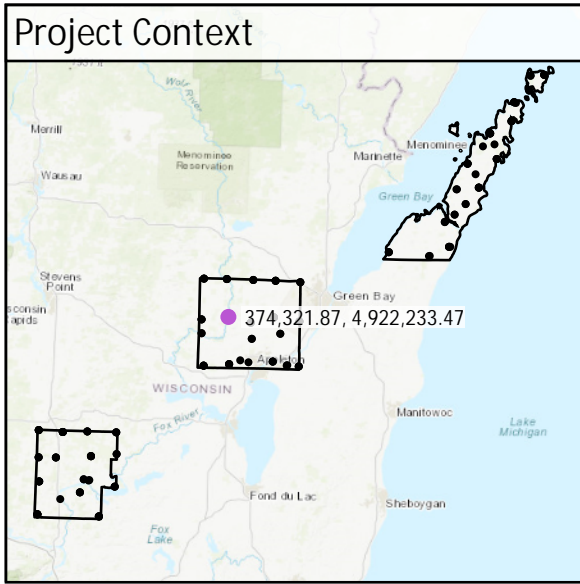 Project Context
Wolf
River
Merrill
Menominee
Menominee
Reservation
Marinette
Wausau
Green Bay
Stevens
Point
Green Bay
374,321.87, 4,922,233.47
Appleton
WISCONSIN
Fox River
Manitowoc
Lake
Michigan
Fond du Lac
Sheboygan
Fox
Lake